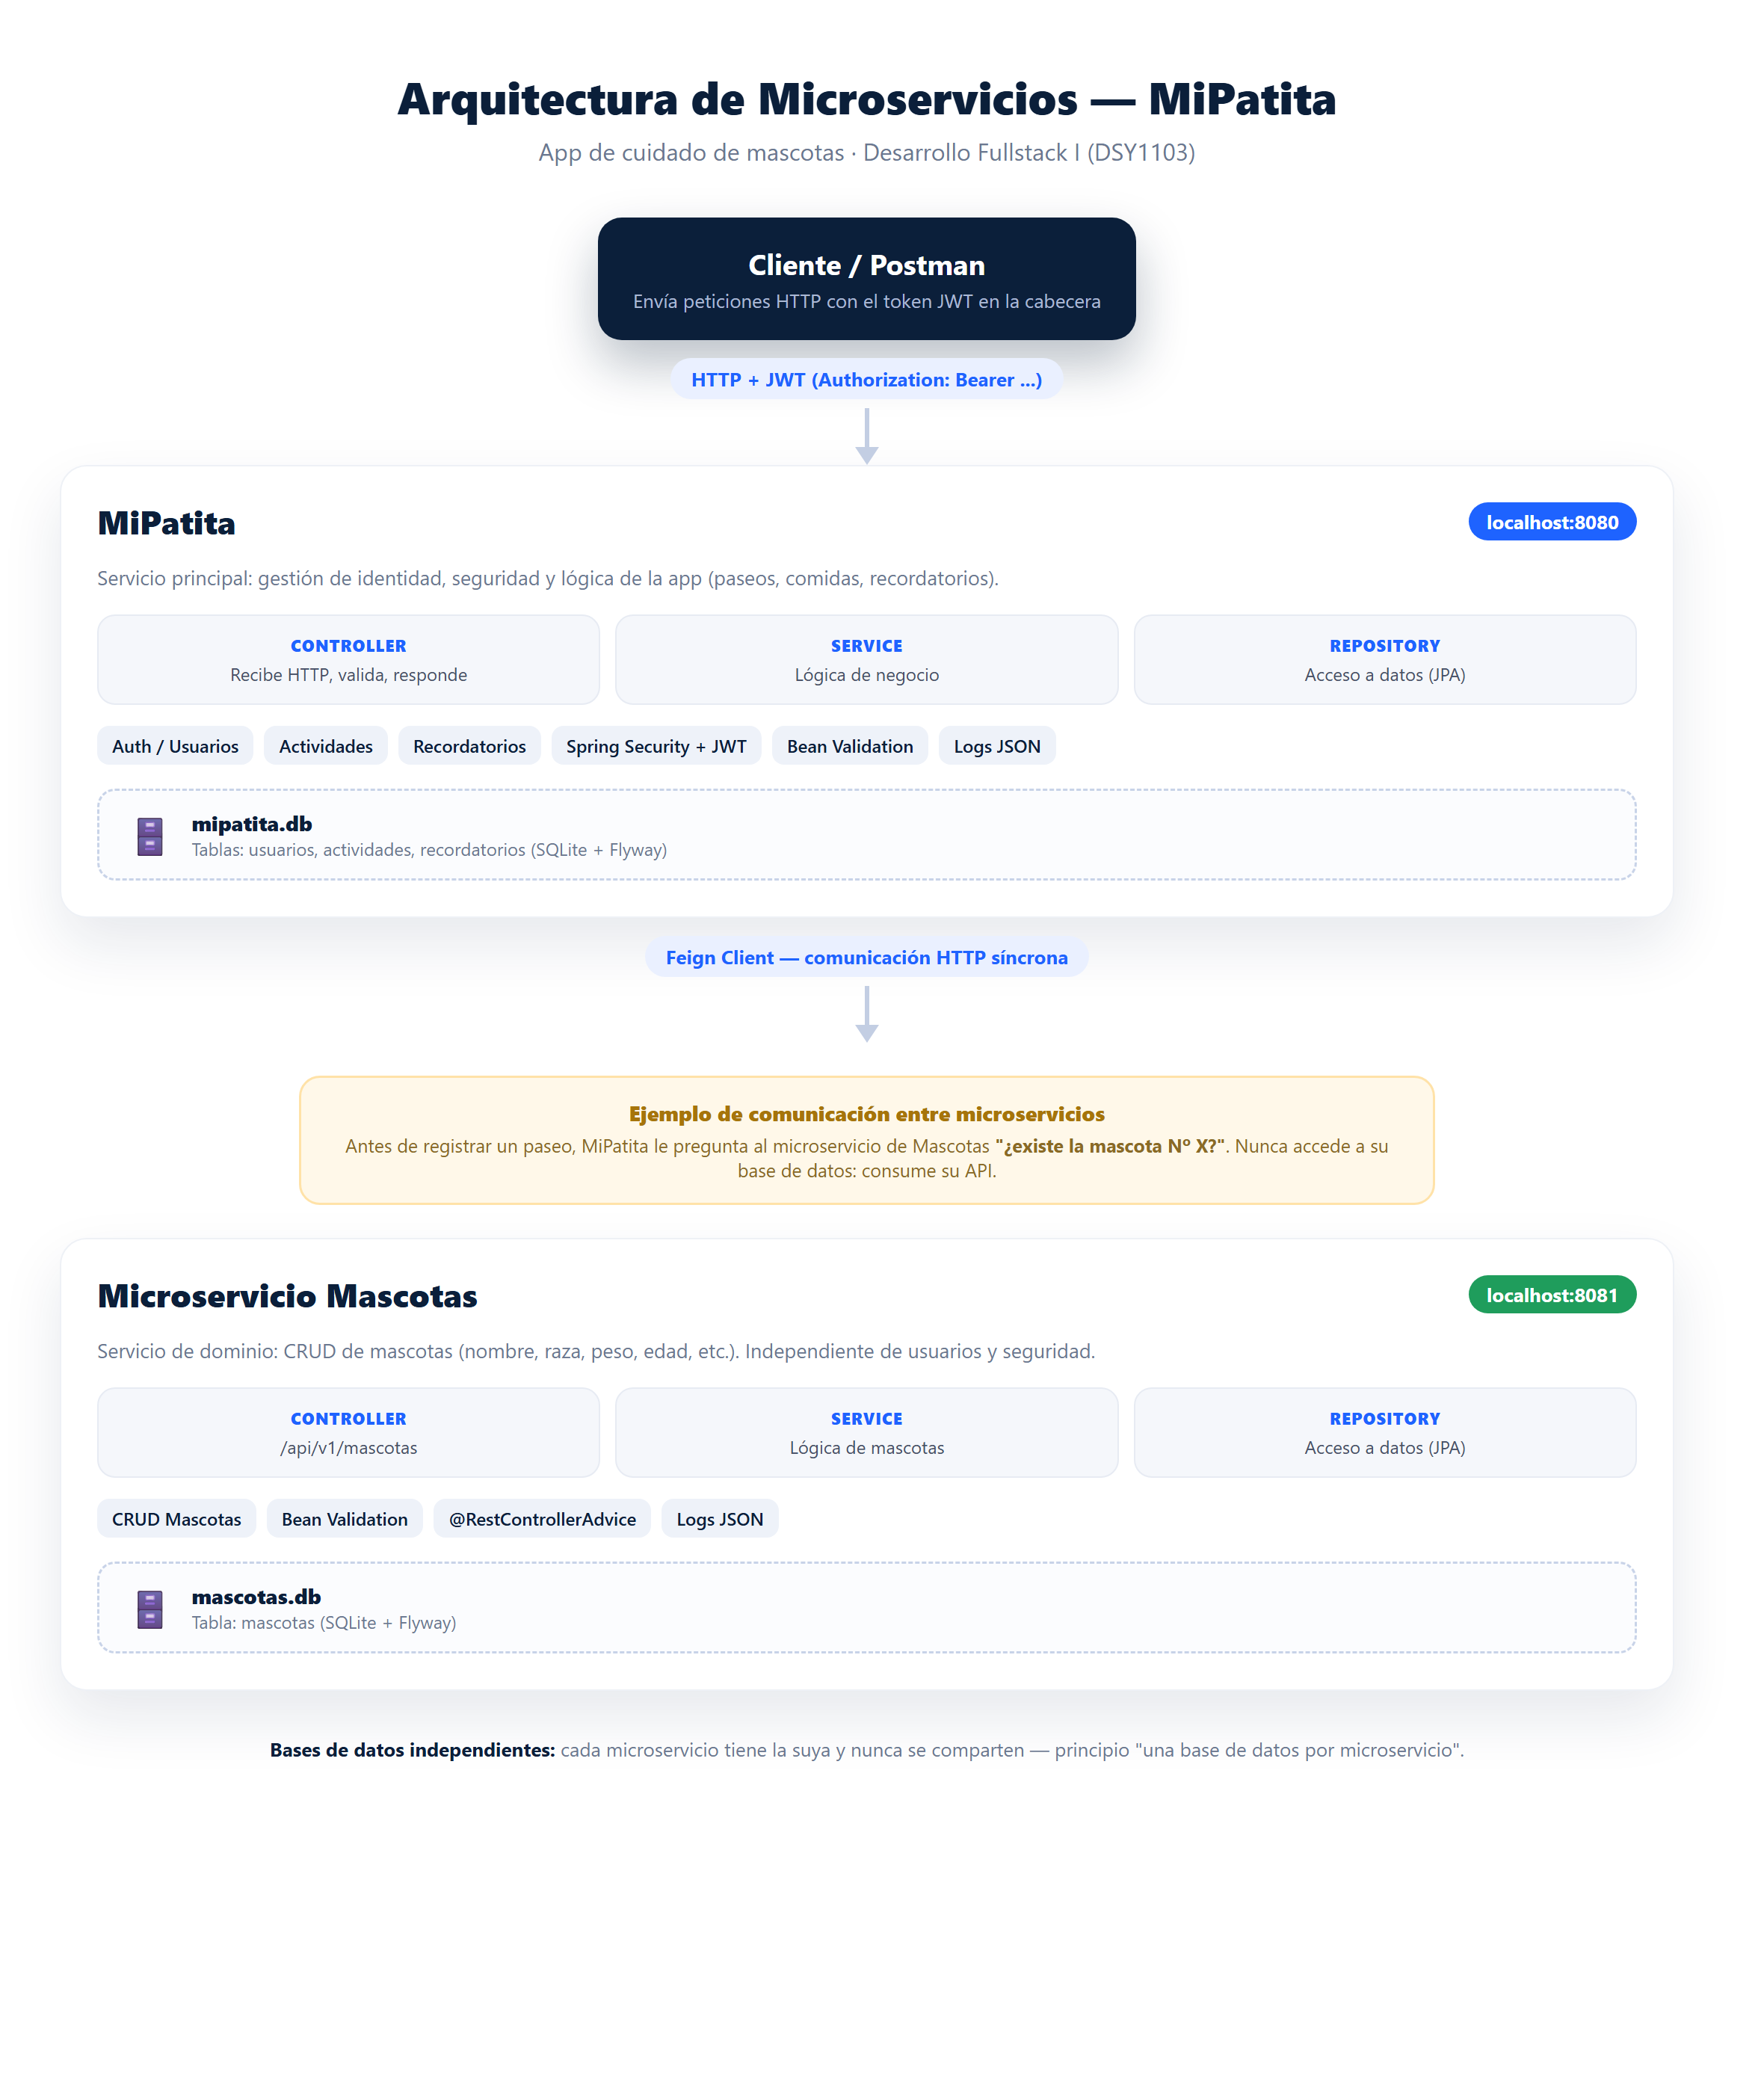 Arquitectura de Microservicios — MiPatita
App de cuidado de mascotas · Desarrollo Fullstack I (DSY1103)
Cliente / Postman
Envía peticiones HTTP con el token JWT en la cabecera
HTTP + JWT (Authorization: Bearer ...)
MiPatita
localhost:8080
Servicio principal: gestión de identidad, seguridad y lógica de la app (paseos, comidas, recordatorios).
CONTROLLER
Recibe HTTP, valida, responde
SERVICE
Lógica de negocio
REPOSITORY
Acceso a datos (JPA)
Auth / Usuarios
Actividades
Recordatorios
Spring Security + JWT
Bean Validation
Logs JSON
mipatita.db
Tablas: usuarios, actividades, recordatorios (SQLite + Flyway)
Feign Client — comunicación HTTP síncrona
Ejemplo de comunicación entre microservicios
Antes de registrar un paseo, MiPatita le pregunta al microservicio de Mascotas "¿existe la mascota Nº X?". Nunca accede a su
base de datos: consume su API.
Microservicio Mascotas
localhost:8081
Servicio de dominio: CRUD de mascotas (nombre, raza, peso, edad, etc.). Independiente de usuarios y seguridad.
CONTROLLER
/api/v1/mascotas
SERVICE
Lógica de mascotas
REPOSITORY
Acceso a datos (JPA)
CRUD Mascotas
Bean Validation
@RestControllerAdvice
Logs JSON
mascotas.db
Tabla: mascotas (SQLite + Flyway)
Bases de datos independientes: cada microservicio tiene la suya y nunca se comparten — principio "una base de datos por microservicio".